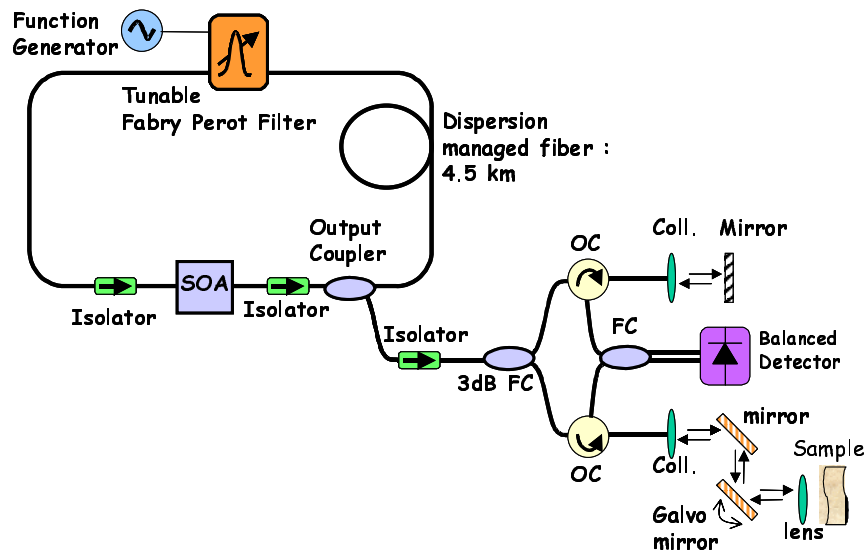 Function
Generator
Tunable
Fabry Perot Filter
Dispersion
managed fiber :
4.5 km
Output
Coupler
SOA
Isolator
Isolator
Isolator
3dB FC
OC
Coll.
Mirror
FC
Balanced
Detector
OC
Coll.
mirror
Sample
Galvo
mirror
lens